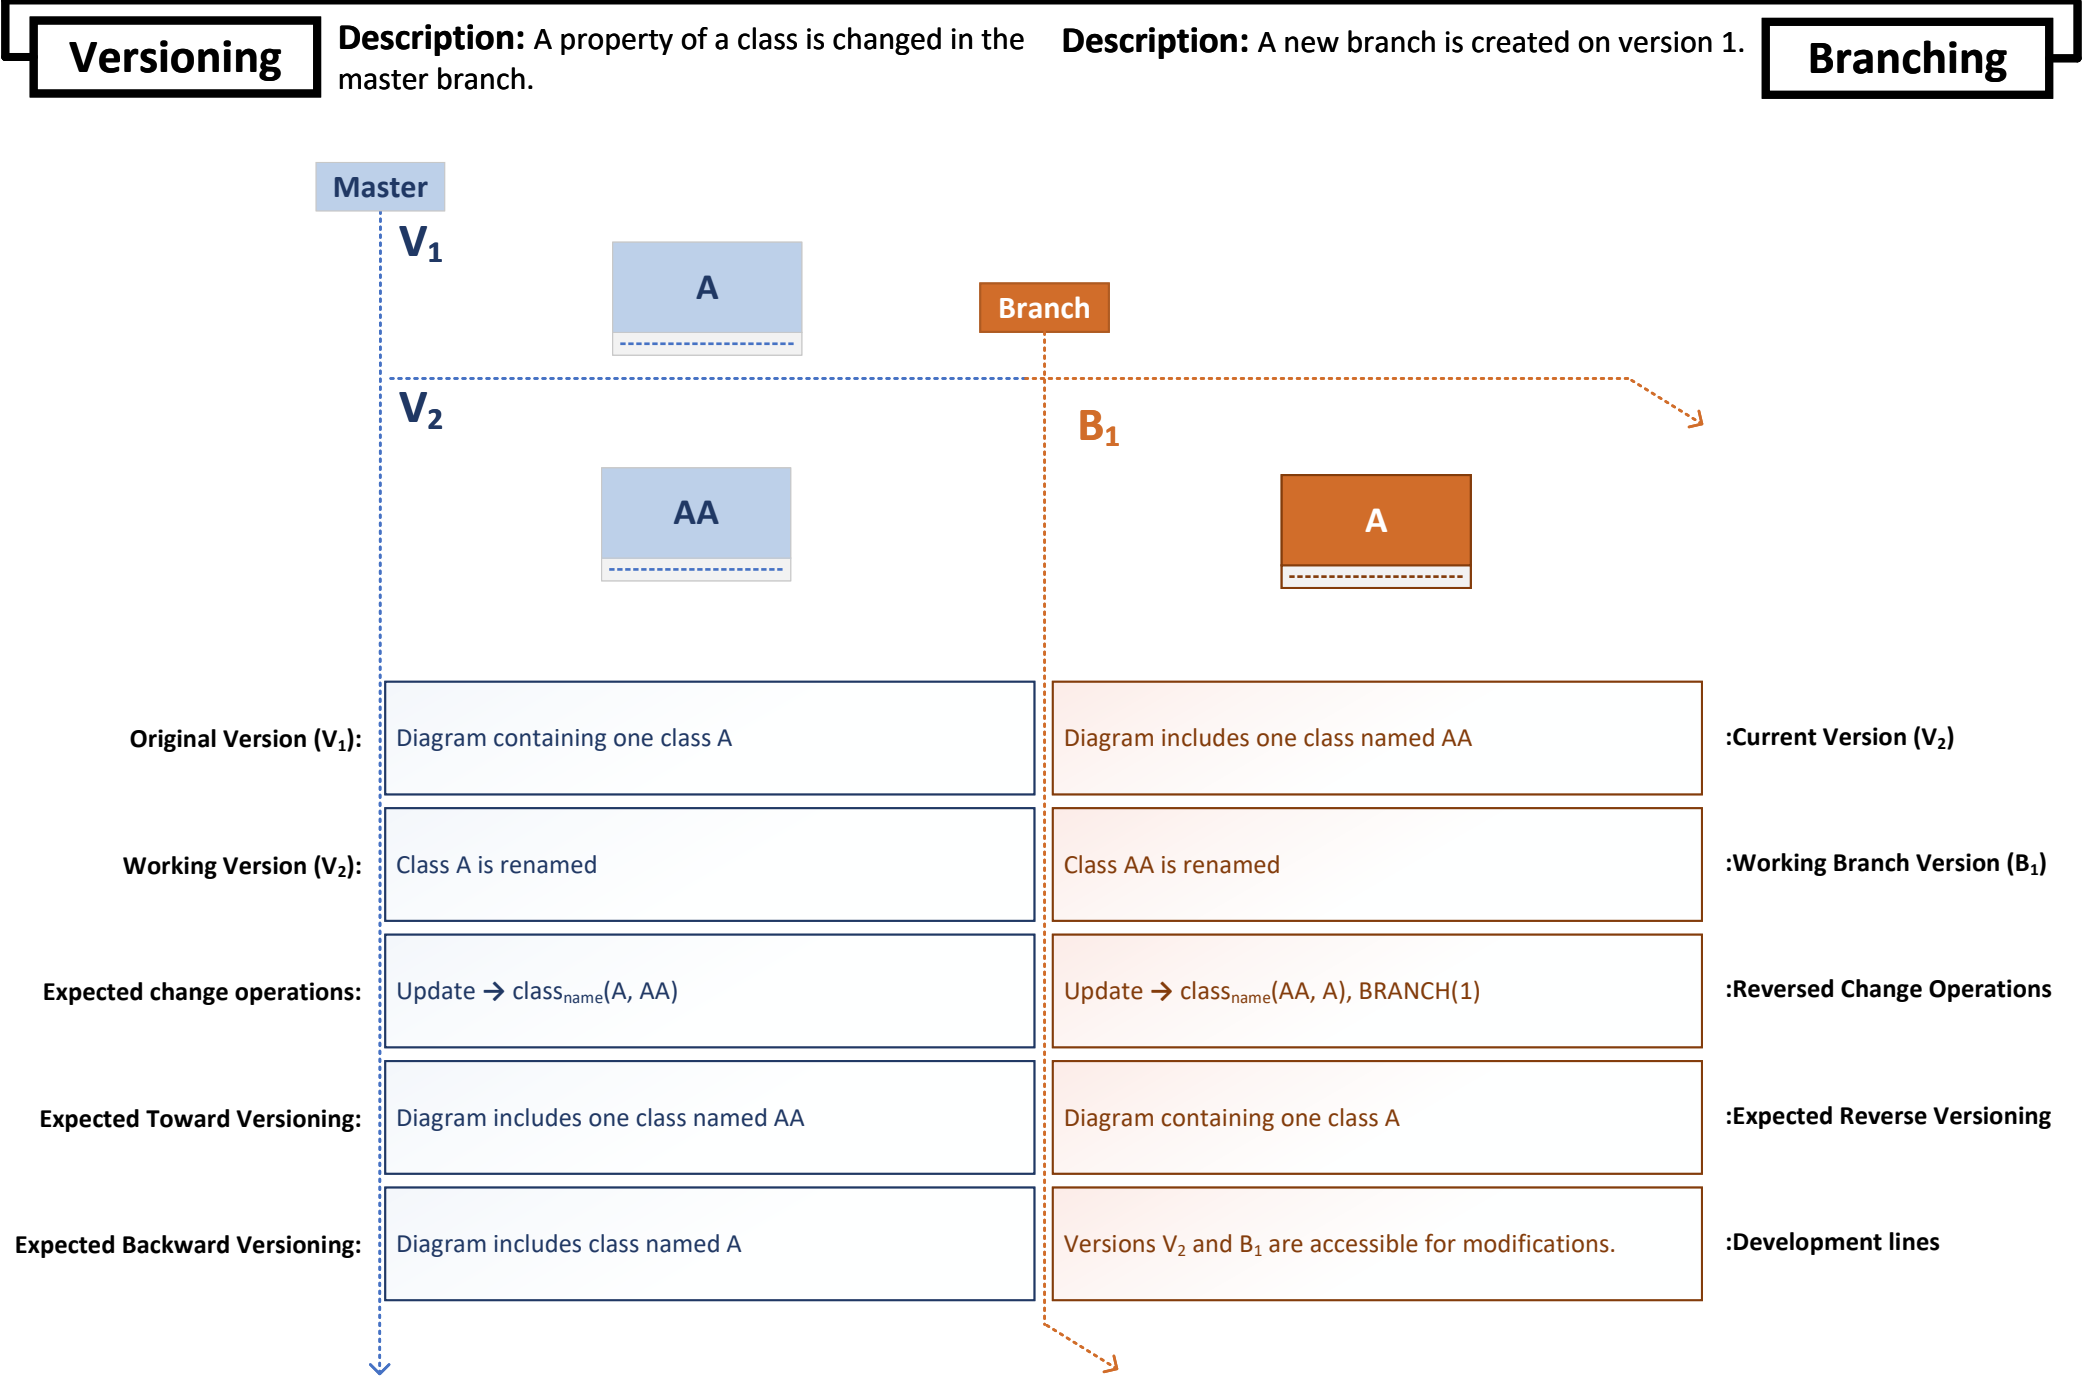 Versioning
Description: A property of a class is changed in the
master branch.
Description: A new branch is created on version 1.
Branching
Master
V₁
A
Branch
V₂
B₁
AA
A
Original Version (V₁):
Diagram containing one class A
Diagram includes one class named AA
:Current Version (V₂)
Working Version (V₂):
Class A is renamed
Class AA is renamed
:Working Branch Version (B₁)
Expected change operations:
Update → class_name(A, AA)
Update → class_name(AA, A), BRANCH(1)
:Reversed Change Operations
Expected Toward Versioning:
Diagram includes one class named AA
Diagram containing one class A
:Expected Reverse Versioning
Expected Backward Versioning:
Diagram includes class named A
Versions V₂ and B₁ are accessible for modifications.
:Development lines